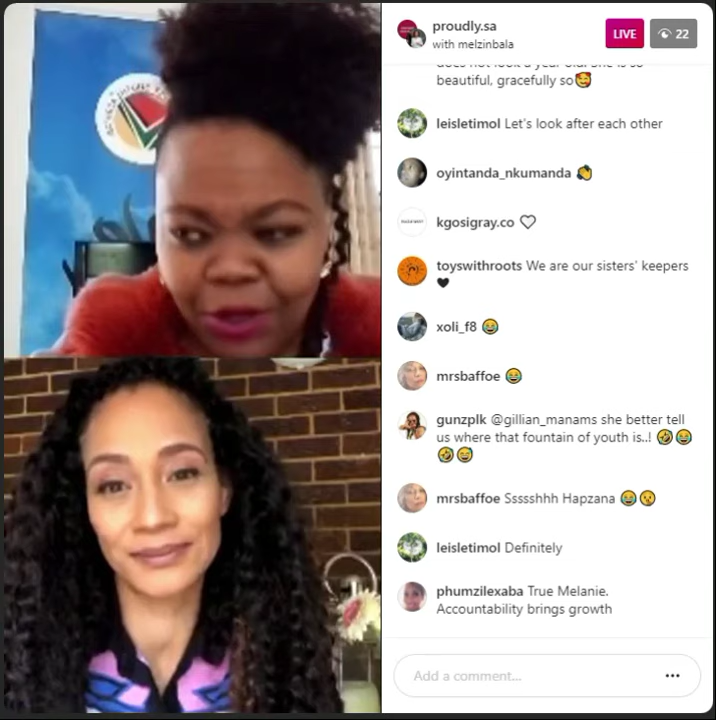 proudly.sa
with melzinbala
LIVE
22
does not look a year old. She is so
beautiful, gracefully so🥰
leisletimol Let's look after each other
oyintanda_nkumanda 👏
kgosigray.co ♡
toyswithroots We are our sisters' keepers
🖤
xoli_f8 😂
mrsbaffoe 😂
gunzplk @gillian_manams she better tell
us where that fountain of youth is..! 🤣😂
🤣😅
mrsbaffoe Ssssshhh Hapzana 😂😗
leisletimol Definitely
phumzilexaba True Melanie.
Accountability brings growth
Add a comment...